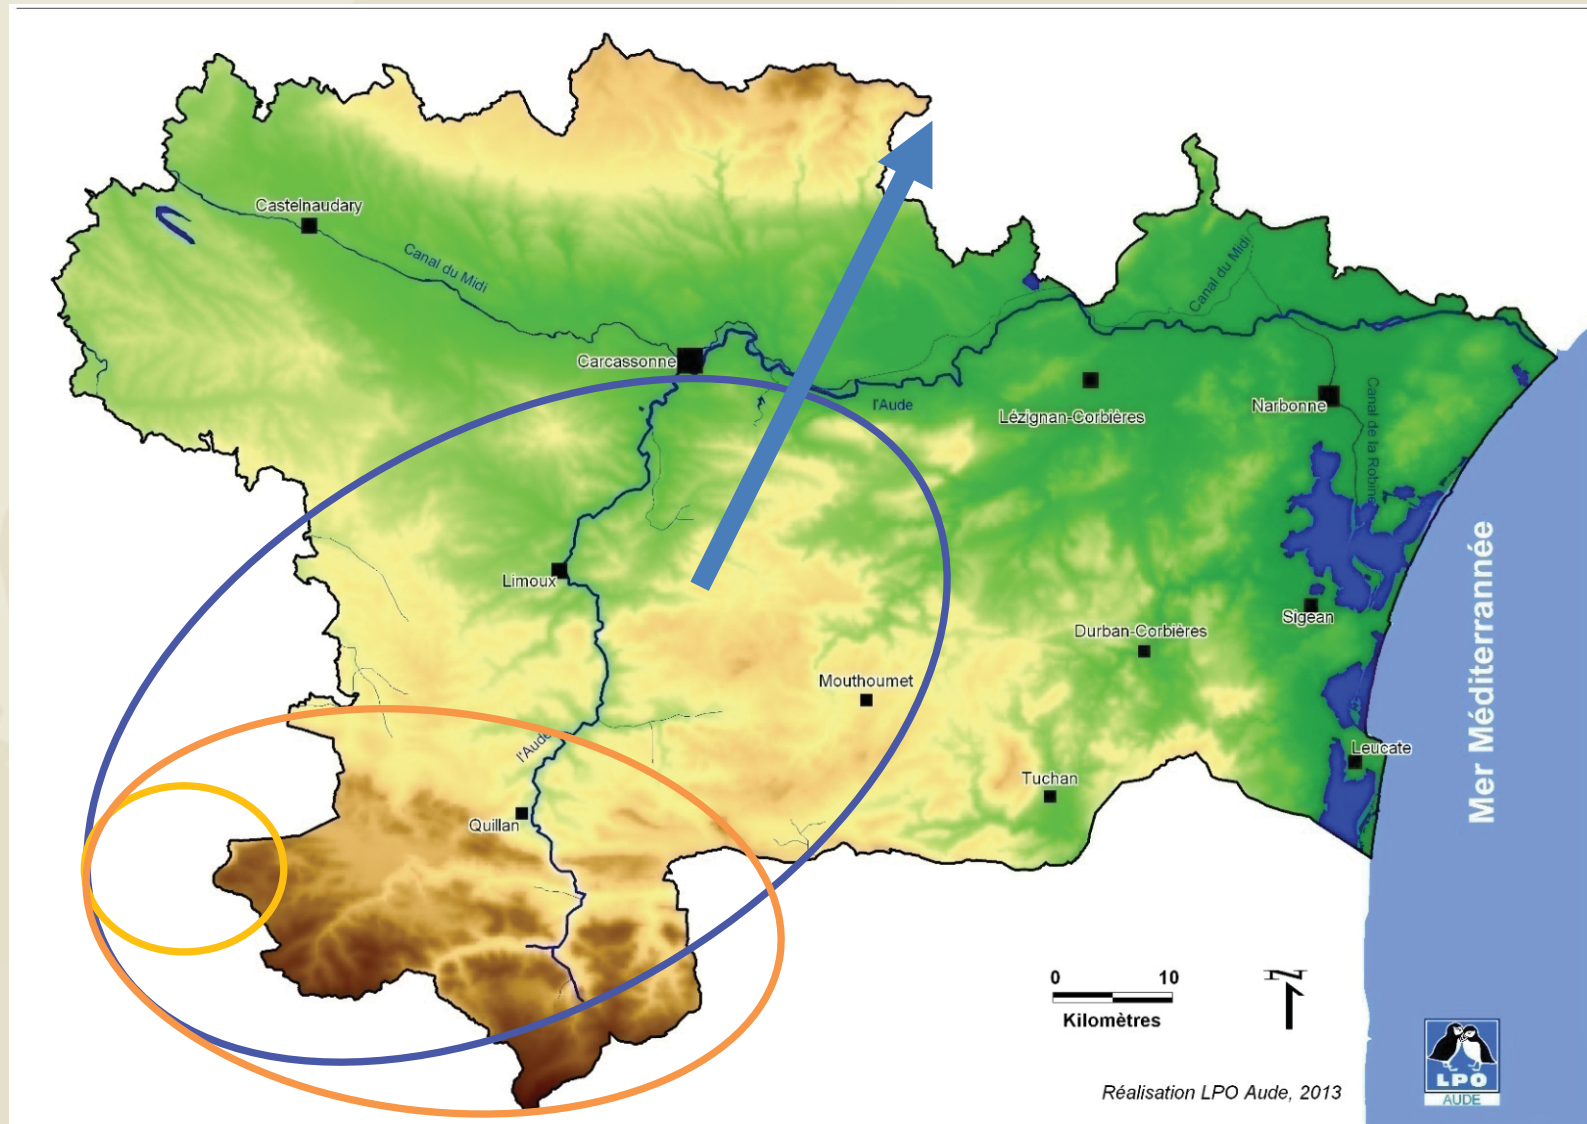 Castelnaudary
Canal du Midi
Canal du Midi
Carcassonne
l'Aude
Lézignan-Corbières
Narbonne
Canal de la Robine
Limoux
Sigean
Durban-Corbières
Mouthoumet
l'Aude
Leucate
Tuchan
Quillan
Mer Méditerrannée
0 10
Kilomètres
N
Réalisation LPO Aude, 2013
LPO
AUDE